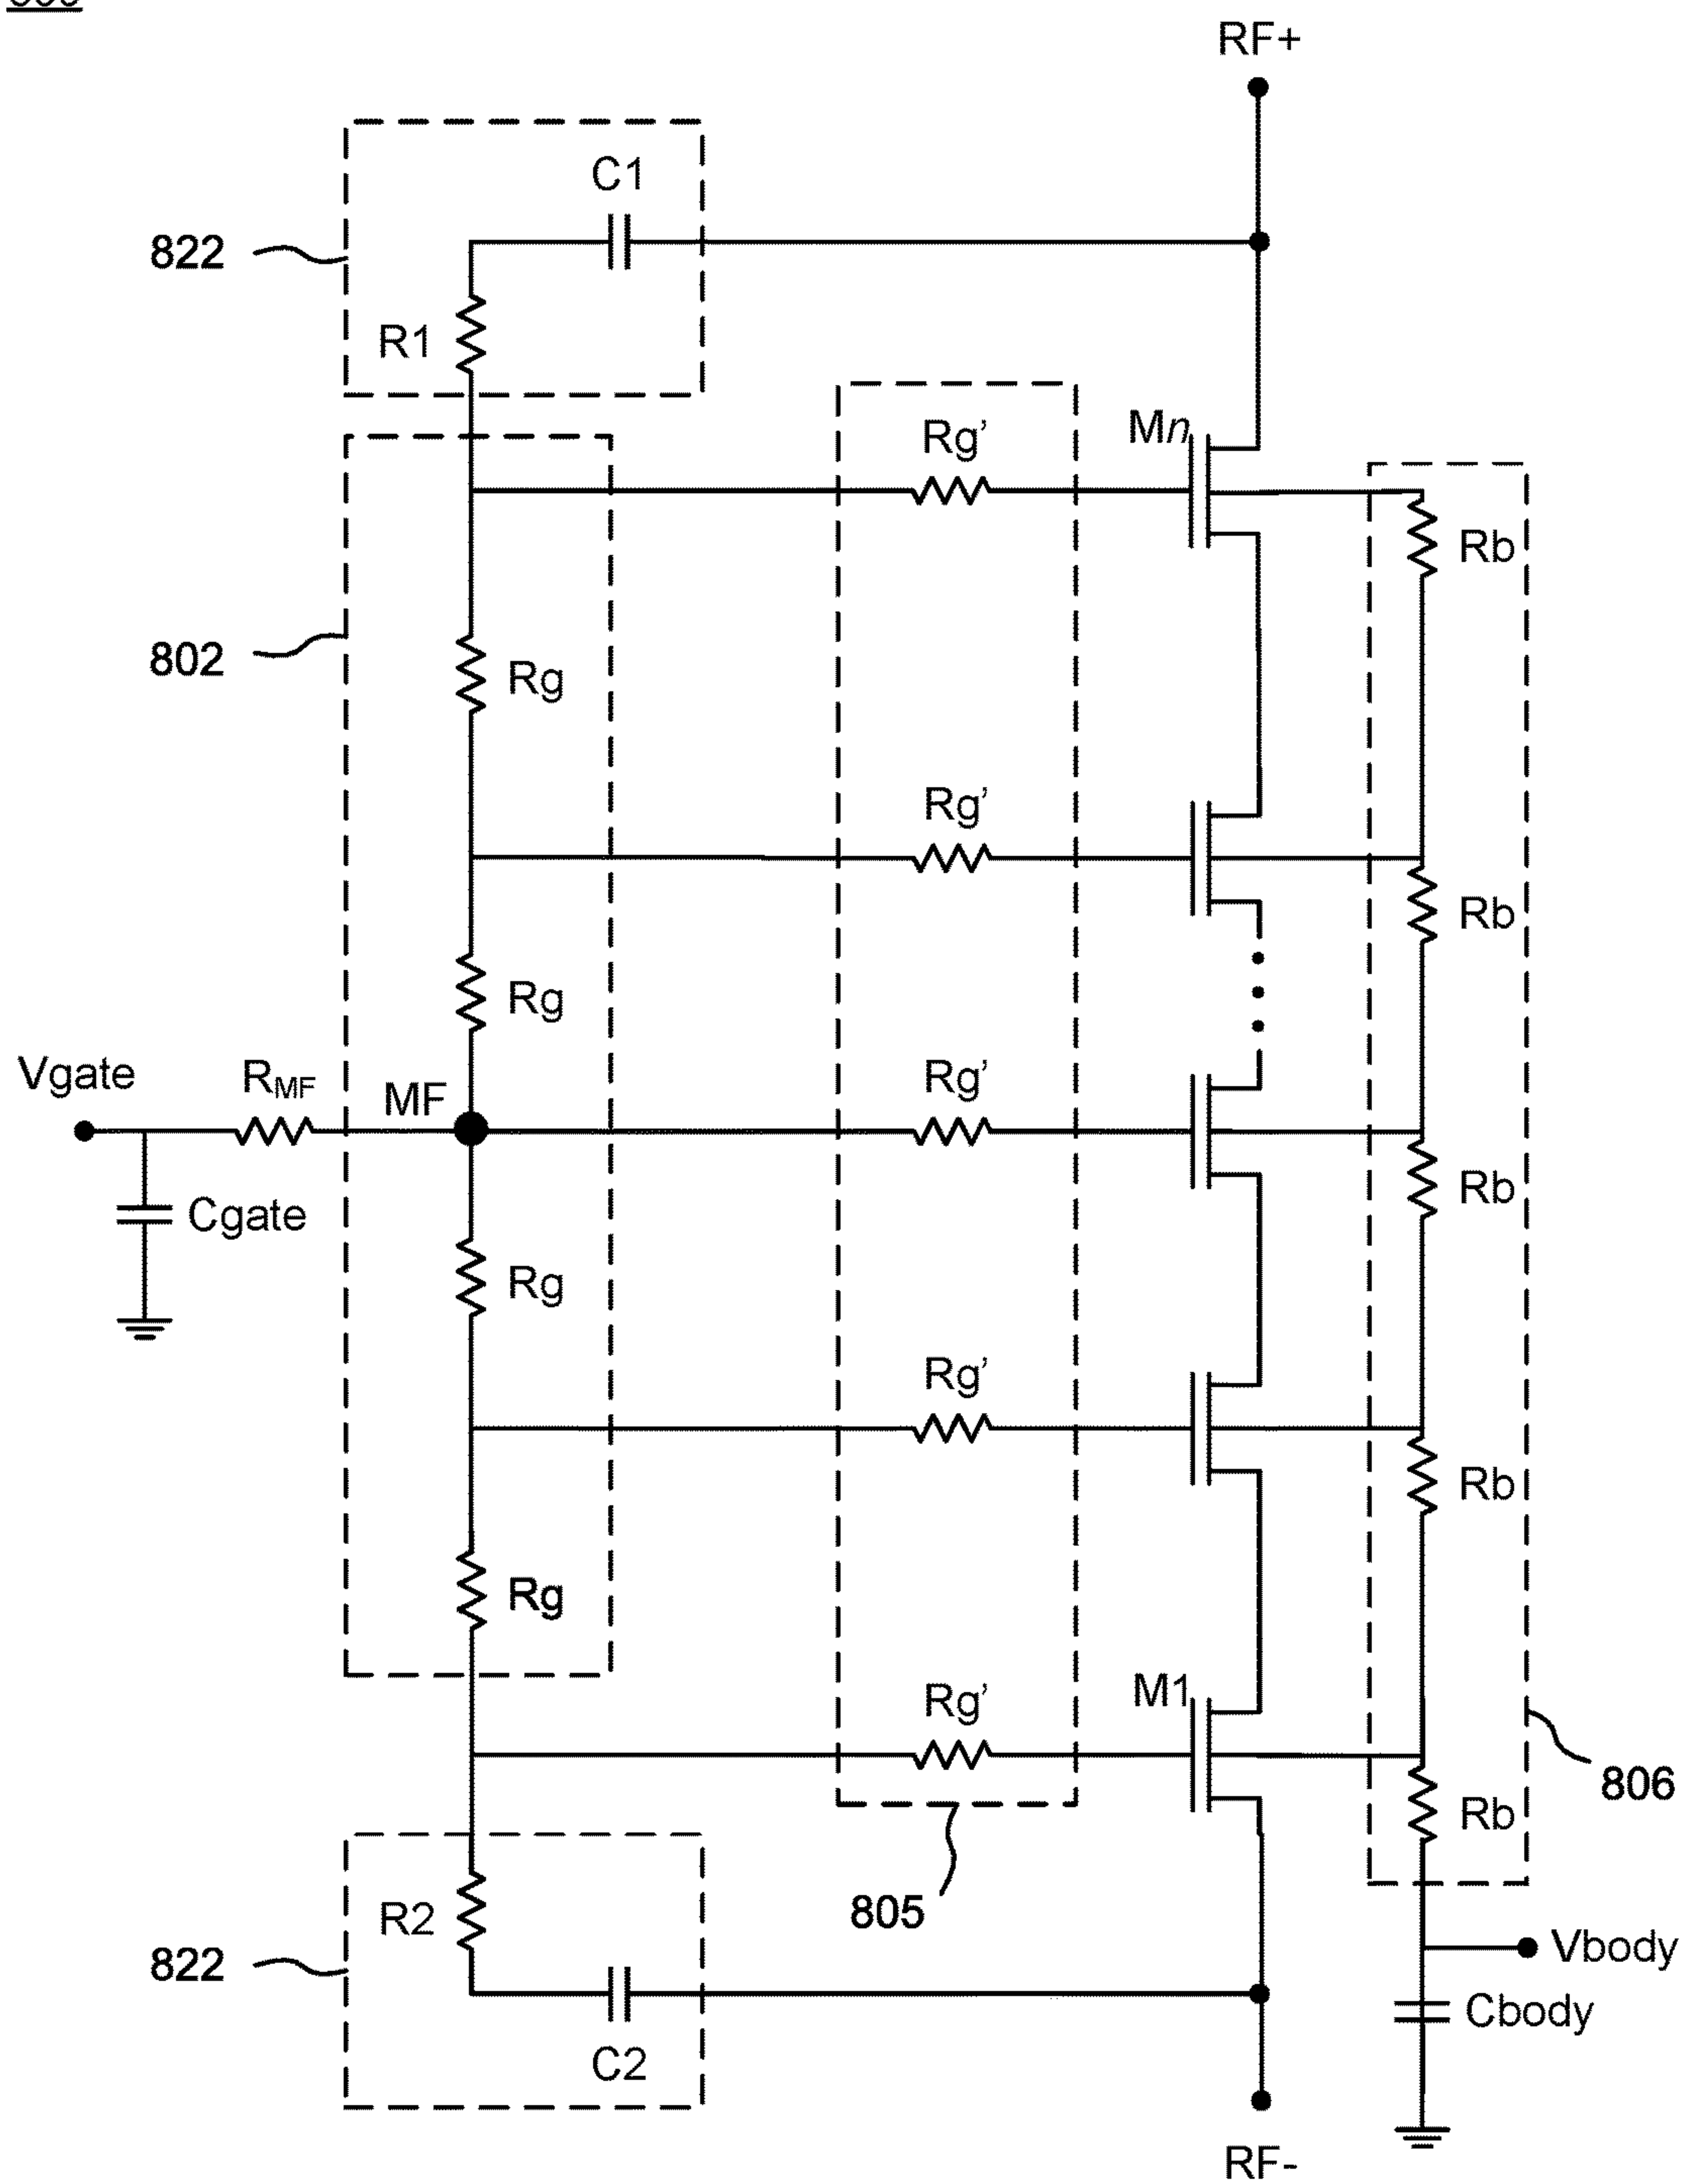 RF+
C1
822
R1
Mn
Rg’
Rb
802
Rg
Rg’
Rb
Rg
Vgate
RMF
MF
Rg’
Rb
Cgate
Rg
Rg’
Rb
Rg
M1
Rg’
Rb
806
805
R2
822
Vbody
Cbody
C2
RF-